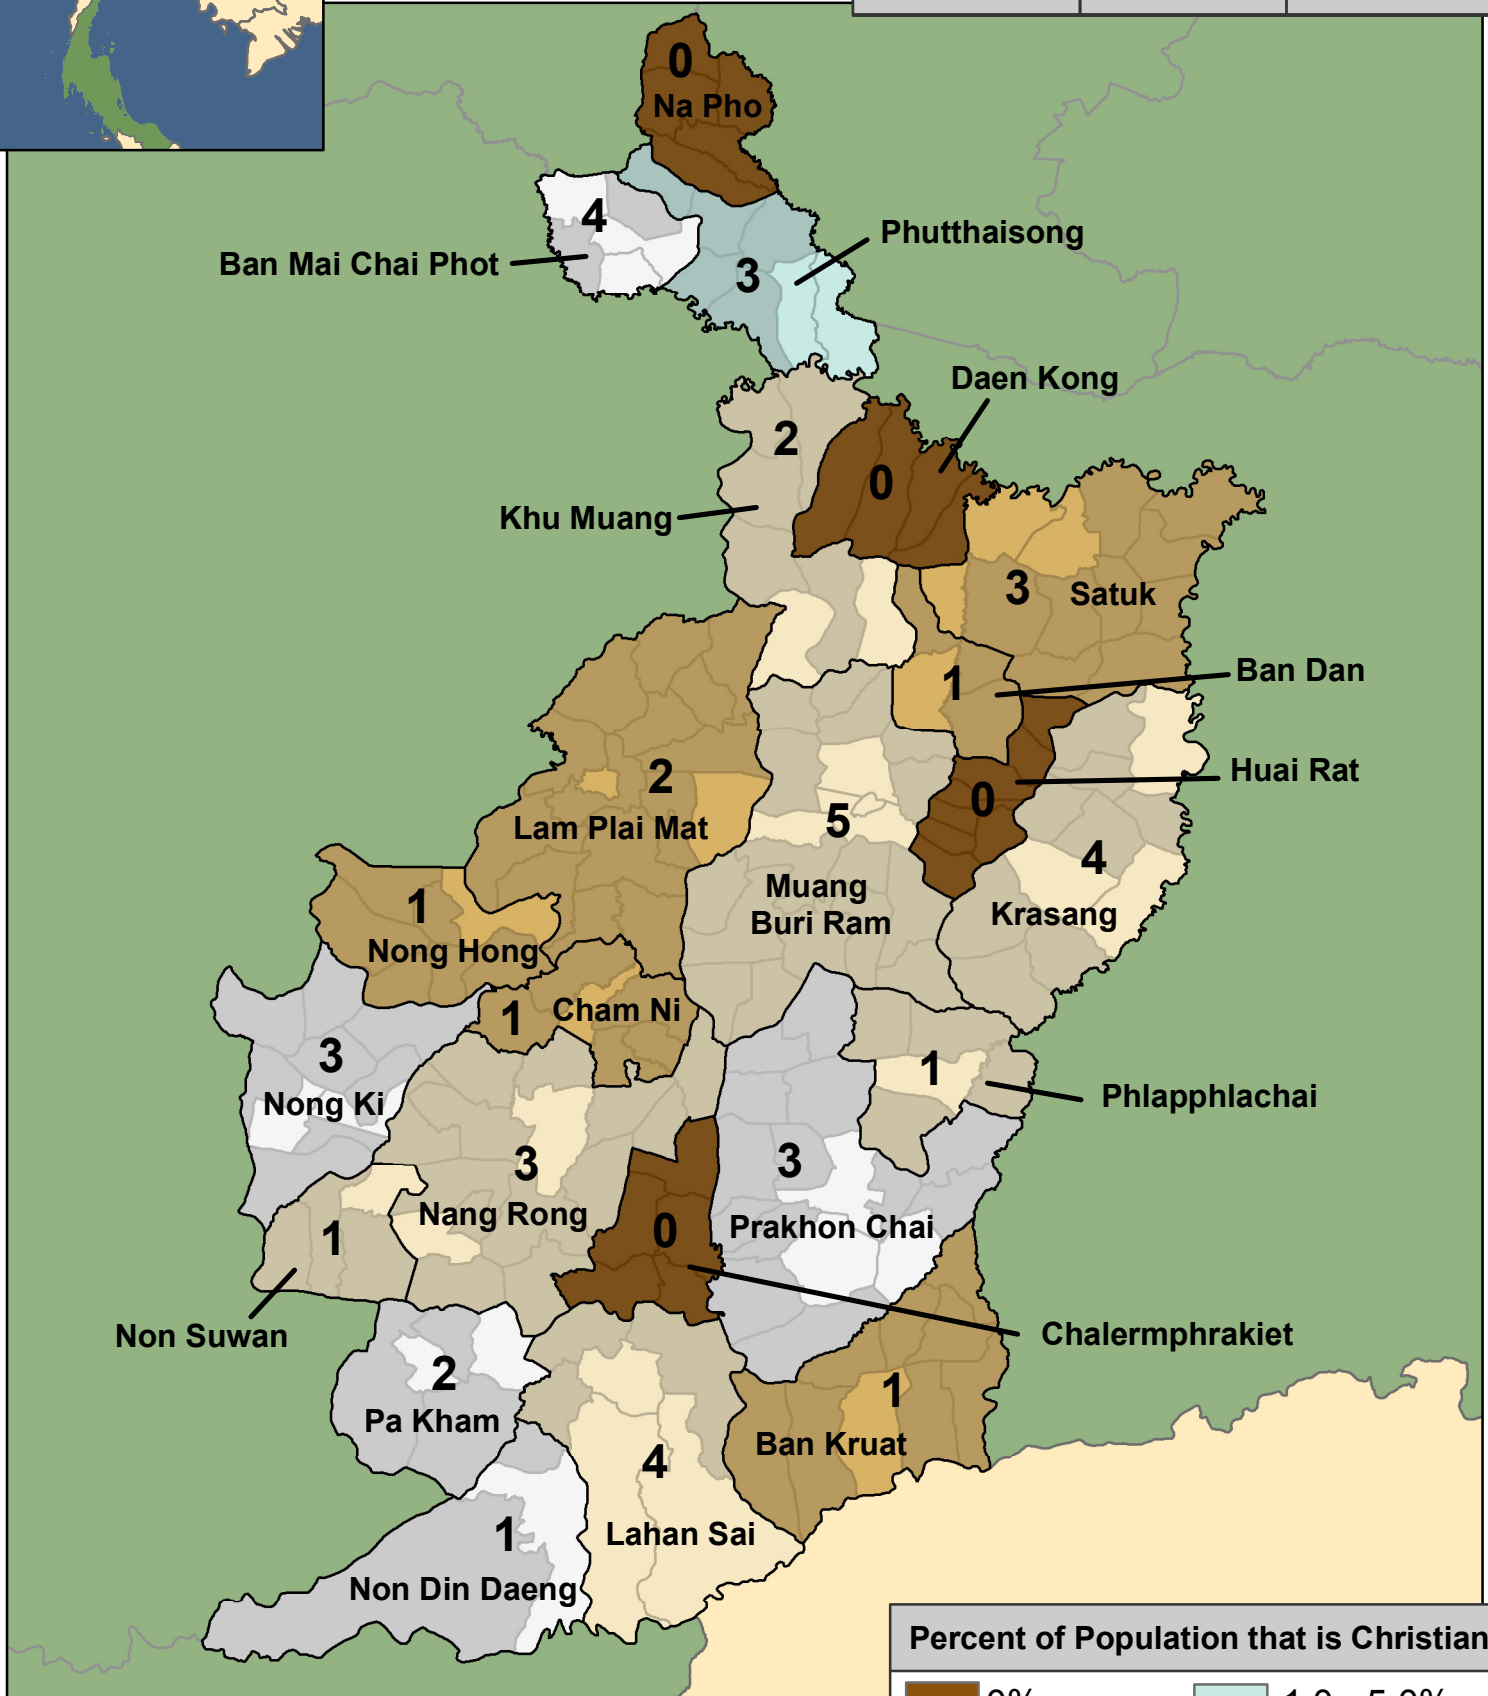 0
Na Pho
4
Phutthaisong
Ban Mai Chai Phot
3
Daen Kong
2
0
Khu Muang
3
Satuk
Ban Dan
1
Huai Rat
2
0
Lam Plai Mat
5
4
Muang
Buri Ram
Krasang
1
Nong Hong
1
Cham Ni
3
Nong Ki
1
Phlapphlachai
3
3
Nang Rong
0
Prakhon Chai
1
Non Suwan
Chalermphrakiet
2
Pa Kham
1
Ban Kruat
4
1
Lahan Sai
Non Din Daeng
Percent of Population that is Christian